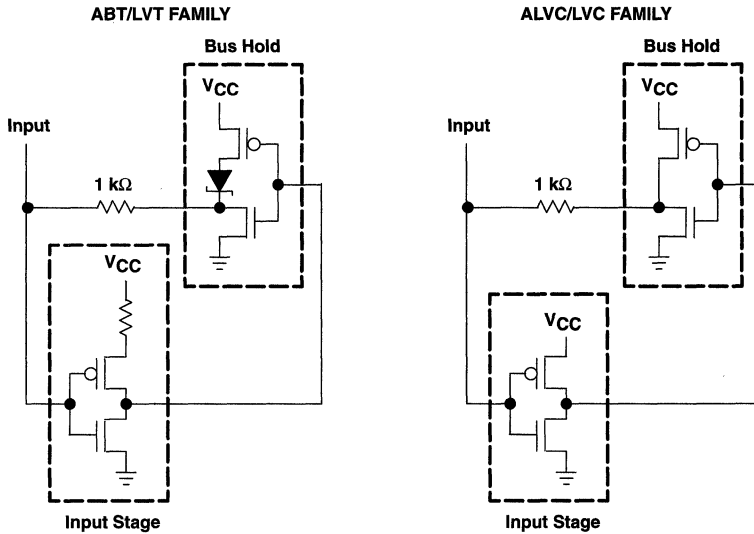 ABT/LVT FAMILY
Bus Hold
VCC
Input
1 kΩ
VCC
Input Stage
ALVC/LVC FAMILY
Bus Hold
VCC
Input
1 kΩ
VCC
Input Stage